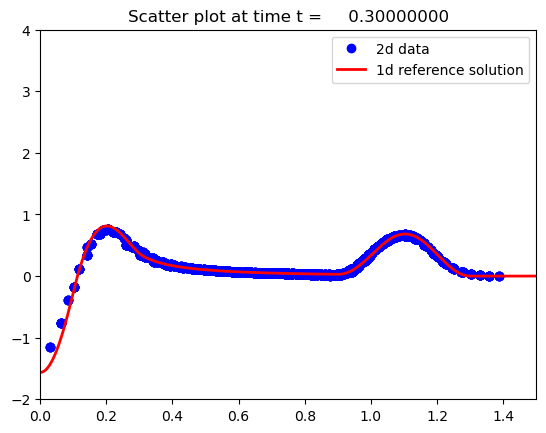 Scatter plot at time t =     0.30000000
2d data
1d reference solution
4
3
2
1
0
−1
−2
0.0 0.2 0.4 0.6 0.8 1.0 1.2 1.4